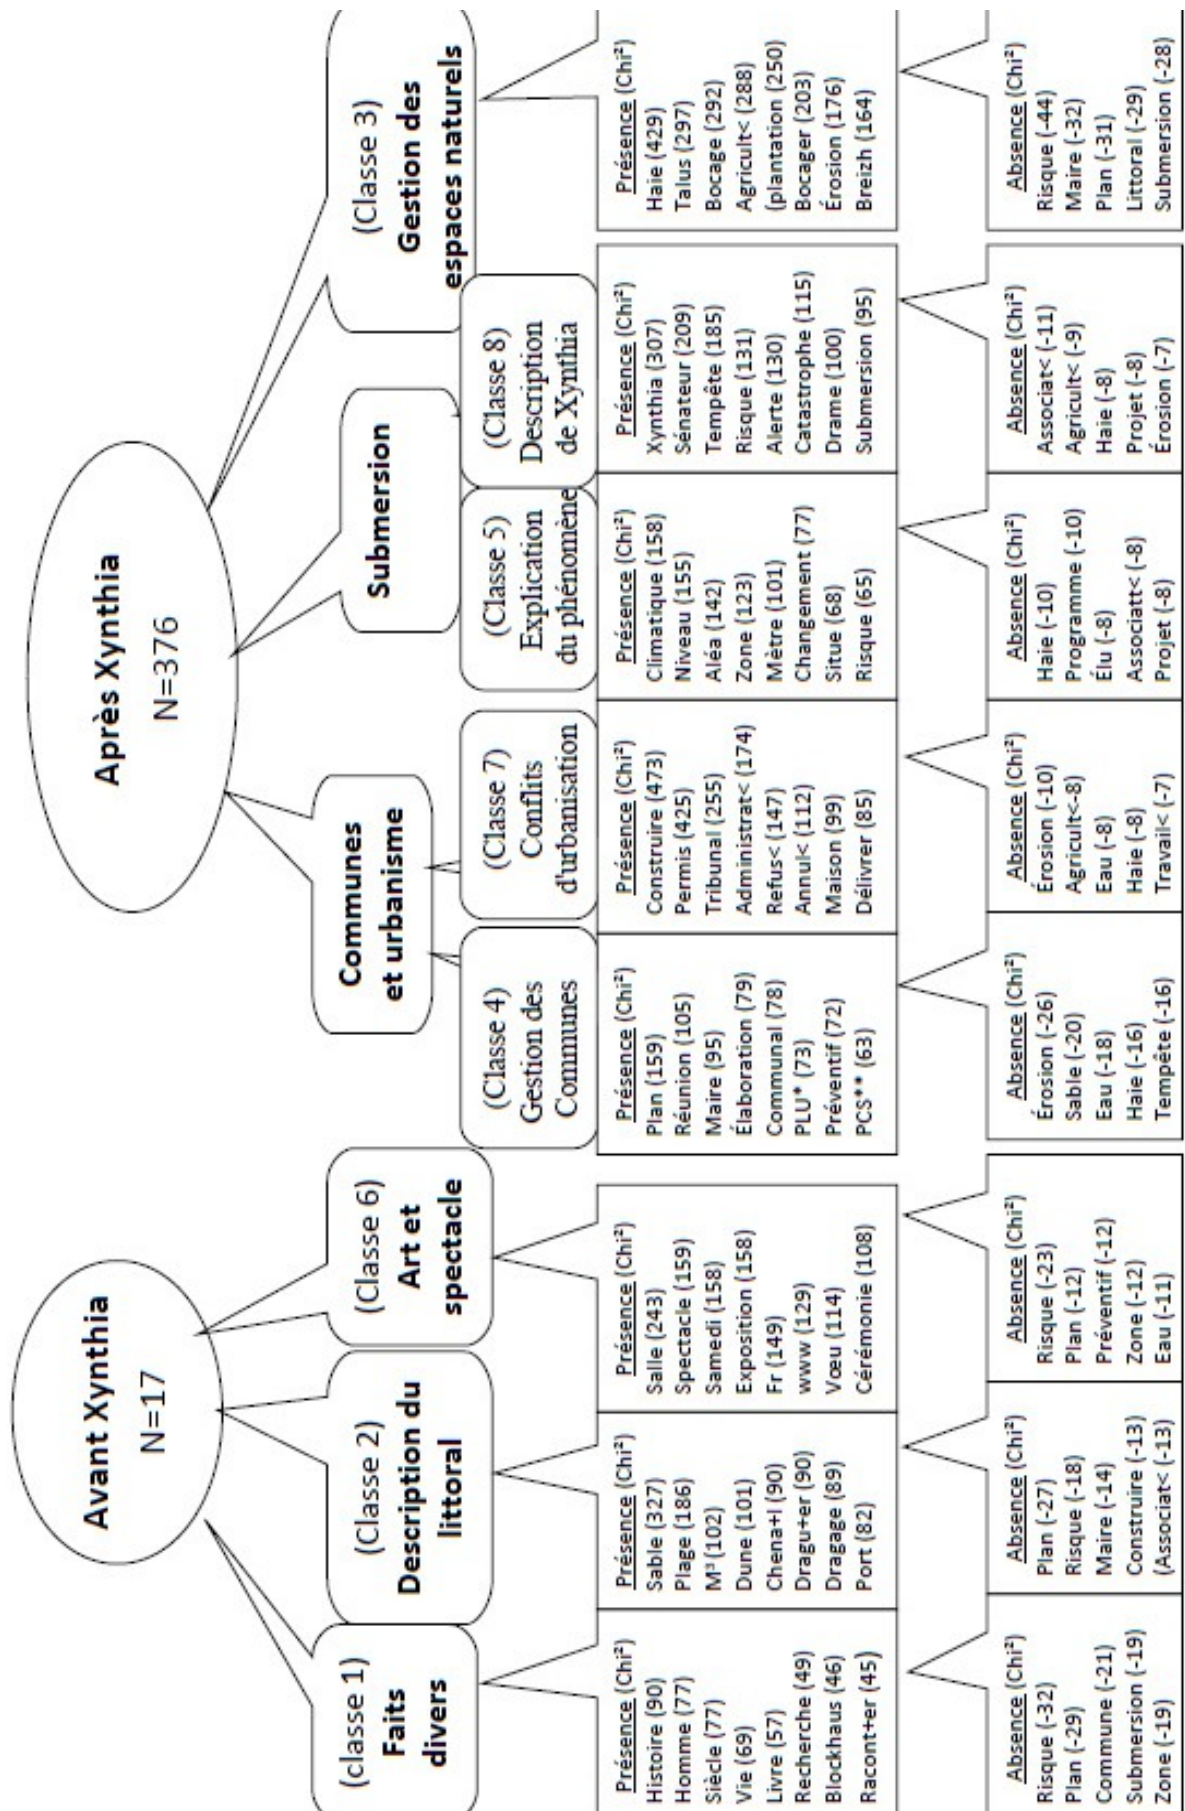 Avant Xynthia
N=17
Après Xynthia
N=376
(classe 1)
Faits
divers
(Classe 2)
Description du
littoral
(Classe 6)
Art et
spectacle
Communes
et urbanisme
Submersion
(Classe 3)
Gestion des
espaces naturels
(Classe 4)
Gestion des
Communes
(Classe 7)
Conflits
d'urbanisation
(Classe 5)
Explication
du phénomène
(Classe 8)
Description
de Xynthia
Présence (Chi²)
Histoire (90)
Homme (77)
Siècle (77)
Vie (69)
Livre (57)
Recherche (49)
Blockhaus (46)
Racont+er (45)
Présence (Chi²)
Sable (327)
Plage (186)
M³ (102)
Dune (101)
Chena+l (90)
Dragu+er (90)
Dragage (89)
Port (82)
Présence (Chi²)
Salle (243)
Spectacle (159)
Samedi (158)
Exposition (158)
Fr (149)
www (129)
Vœu (114)
Cérémonie (108)
Présence (Chi²)
Plan (159)
Réunion (105)
Maire (95)
Élaboration (79)
Communal (78)
PLU* (73)
Préventif (72)
PCS** (63)
Présence (Chi²)
Construire (473)
Permis (425)
Tribunal (255)
Administrat< (174)
Refus< (147)
Annul< (112)
Maison (99)
Délivrer (85)
Présence (Chi²)
Climatique (158)
Niveau (155)
Aléa (142)
Zone (123)
Mètre (101)
Changement (77)
Situe (68)
Risque (65)
Présence (Chi²)
Xynthia (307)
Sénateur (209)
Tempête (185)
Risque (131)
Alerte (130)
Catastrophe (115)
Drame (100)
Submersion (95)
Présence (Chi²)
Haie (429)
Talus (297)
Bocage (292)
Agricult< (288)
(plantation (250)
Bocager (203)
Érosion (176)
Breizh (164)
Absence (Chi²)
Risque (-32)
Plan (-29)
Commune (-21)
Submersion (-19)
Zone (-19)
Absence (Chi²)
Plan (-27)
Risque (-18)
Maire (-14)
Construire (-13)
(Associat< (-13)
Absence (Chi²)
Risque (-23)
Plan (-12)
Préventif (-12)
Zone (-12)
Eau (-11)
Absence (Chi²)
Érosion (-26)
Sable (-20)
Eau (-18)
Haie (-16)
Tempête (-16)
Absence (Chi²)
Érosion (-10)
Agricult<-8)
Eau (-8)
Haie (-8)
Travail< (-7)
Absence (Chi²)
Haie (-10)
Programme (-10)
Élu (-8)
Associatt< (-8)
Projet (-8)
Absence (Chi²)
Associat< (-11)
Agricult< (-9)
Haie (-8)
Projet (-8)
Érosion (-7)
Absence (Chi²)
Risque (-44)
Maire (-32)
Plan (-31)
Littoral (-29)
Submersion (-28)